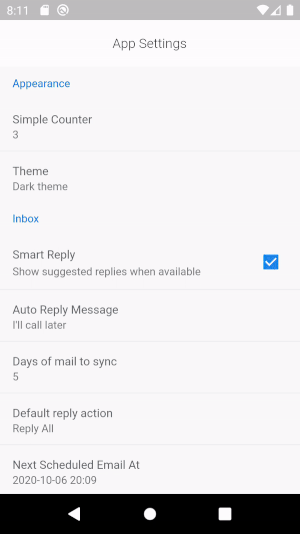 8:11
App Settings
Appearance
Simple Counter
3
Theme
Dark theme
Inbox
Smart Reply
Show suggested replies when available
Auto Reply Message
I'll call later
Days of mail to sync
5
Default reply action
Reply All
Next Scheduled Email At
2020-10-06 20:09